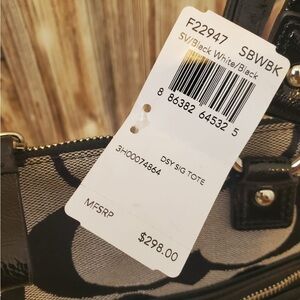 F22947 SBWBK
SV/Black White/Black
8 86382 64532 5
DSY SIG TOTE
3H00074864
MFSRP
$298.00